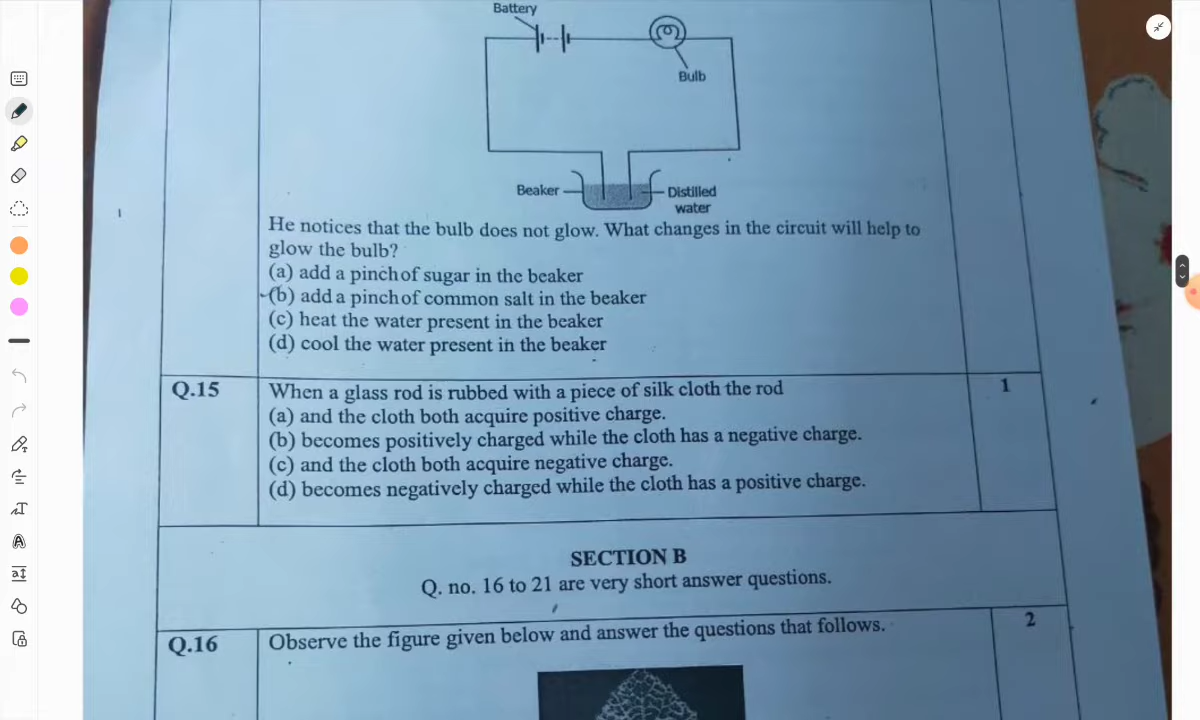 Battery
Bulb
Beaker
Distilled
water
He notices that the bulb does not glow. What changes in the circuit will help to
glow the bulb?
(a) add a pinch of sugar in the beaker
(b) add a pinch of common salt in the beaker
(c) heat the water present in the beaker
(d) cool the water present in the beaker
Q.15
When a glass rod is rubbed with a piece of silk cloth the rod
1
(a) and the cloth both acquire positive charge.
(b) becomes positively charged while the cloth has a negative charge.
(c) and the cloth both acquire negative charge.
(d) becomes negatively charged while the cloth has a positive charge.
SECTION B
Q. no. 16 to 21 are very short answer questions.
Q.16
Observe the figure given below and answer the questions that follows.
2